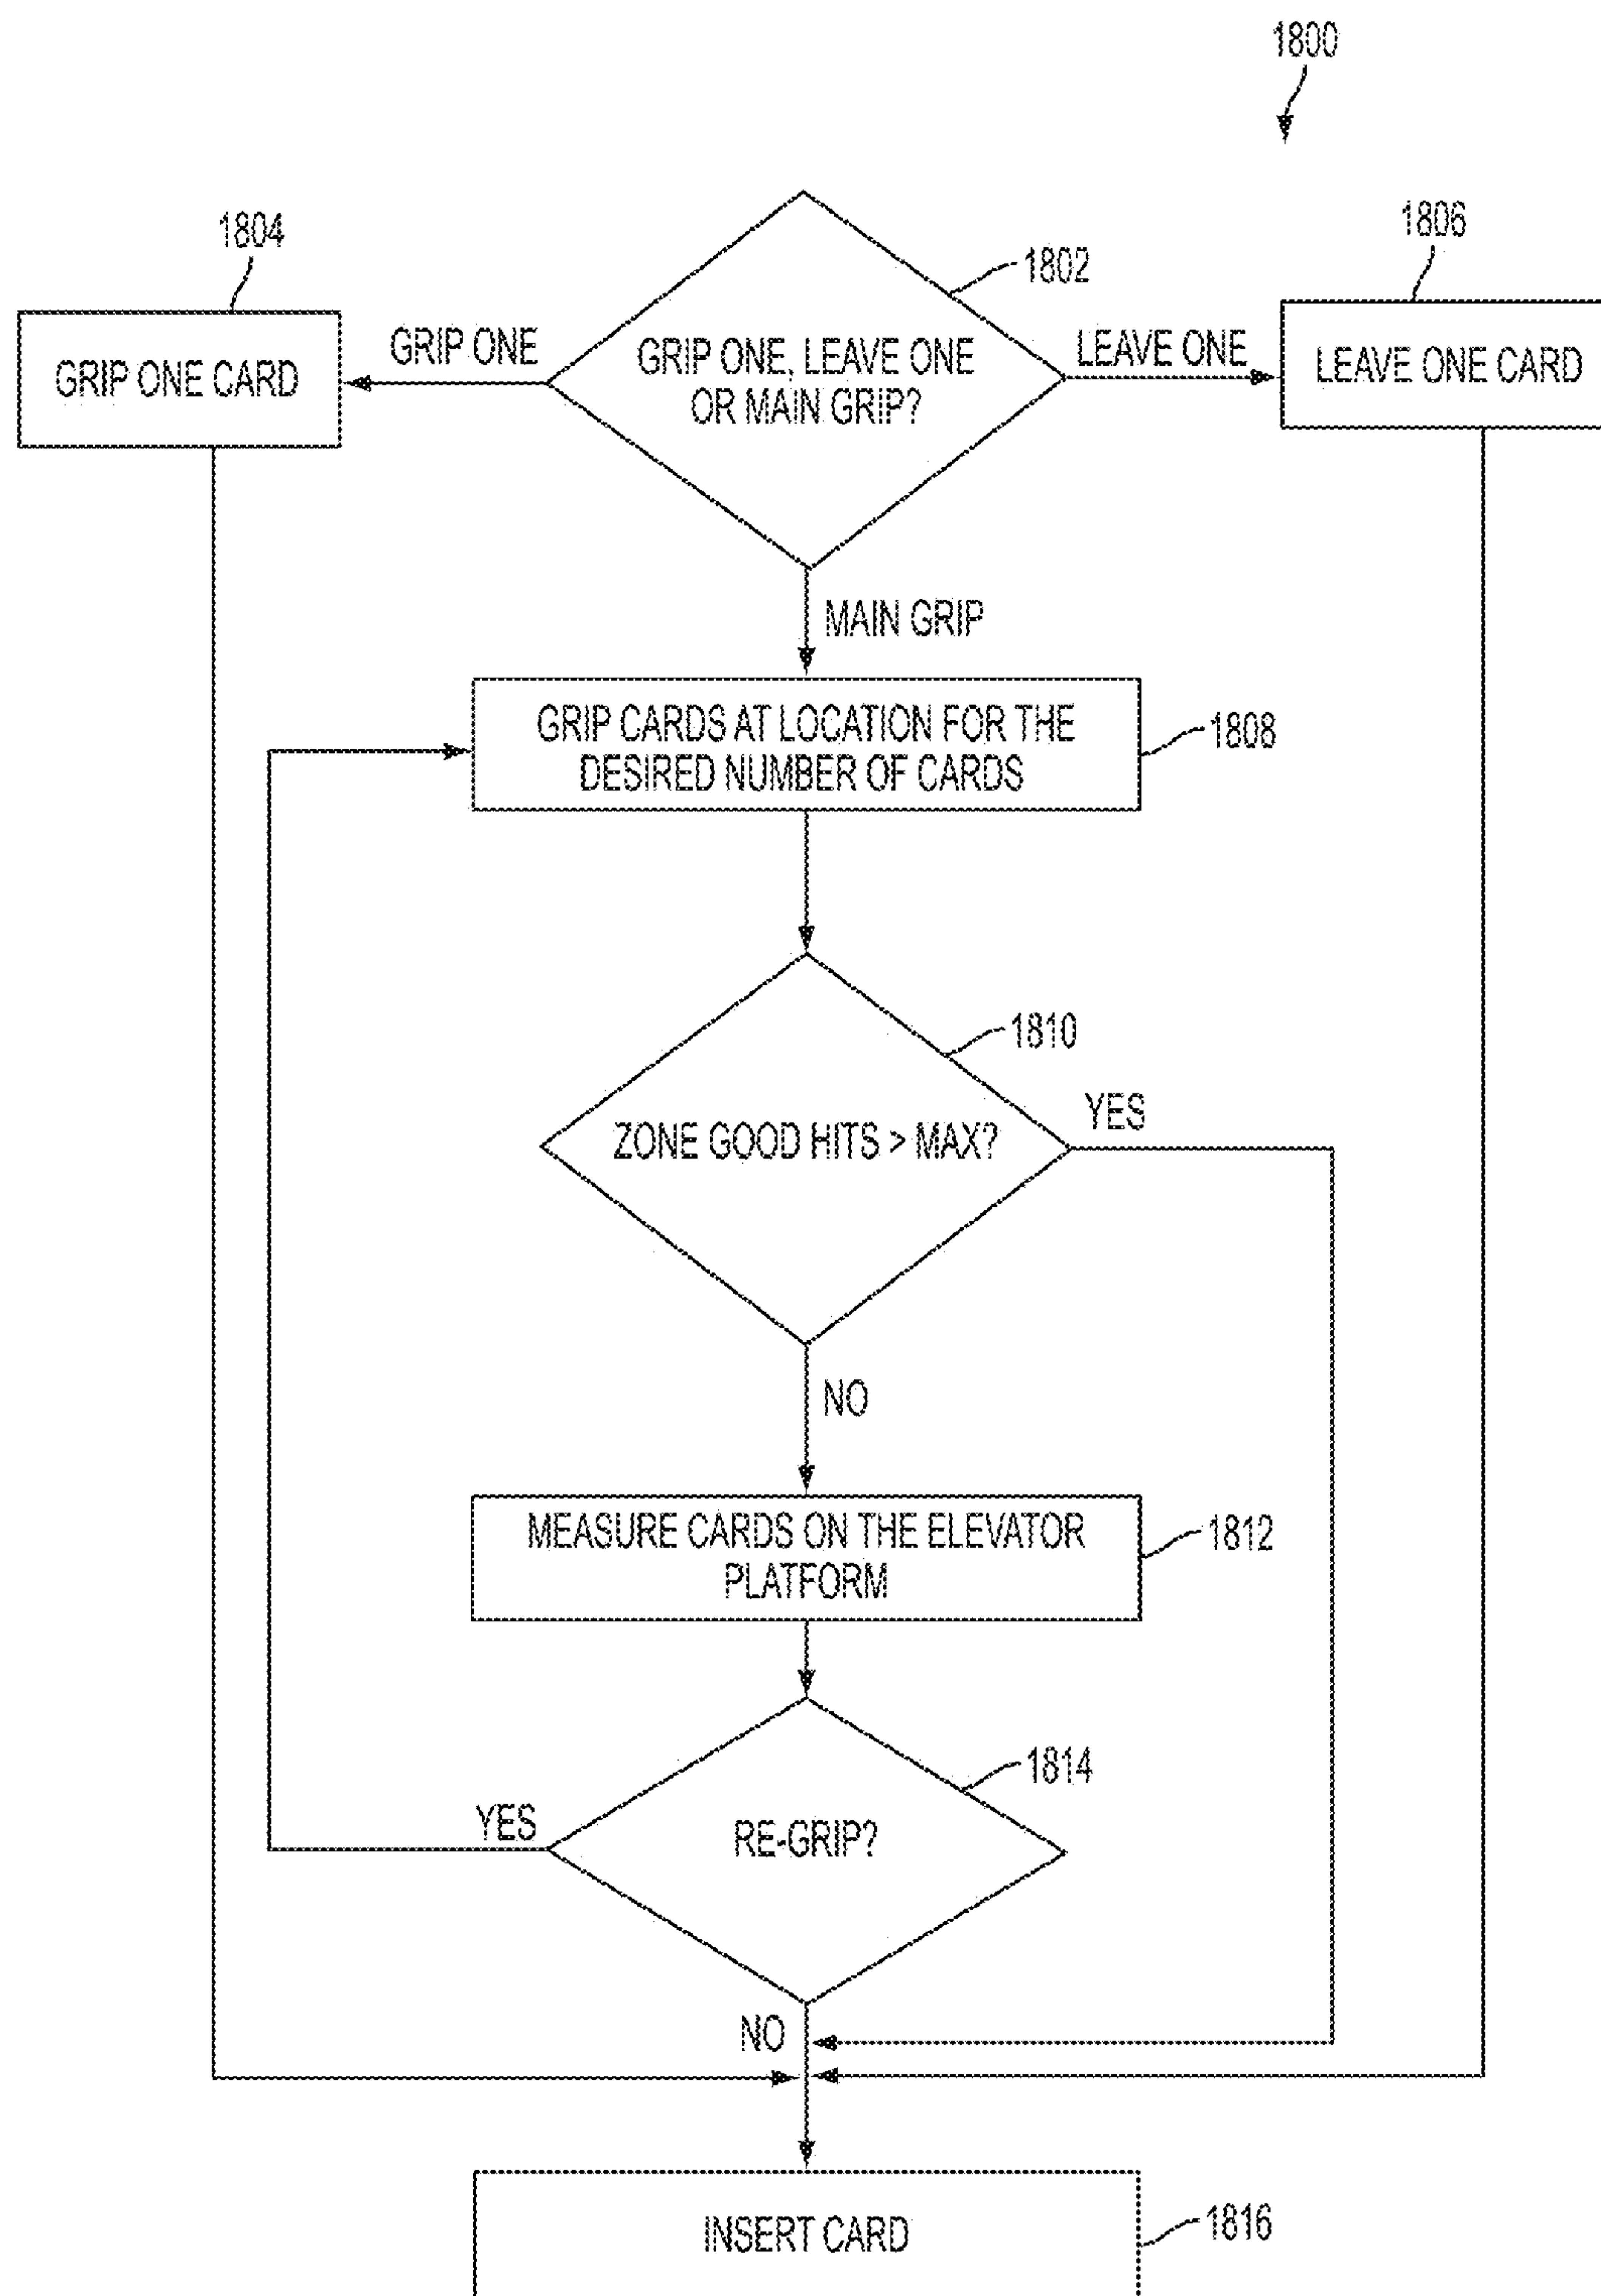 1800
1804
1802
1806
GRIP ONE
LEAVE ONE
GRIP ONE CARD
GRIP ONE, LEAVE ONE
OR MAIN GRIP?
LEAVE ONE CARD
MAIN GRIP
GRIP CARDS AT LOCATION FOR THE
DESIRED NUMBER OF CARDS
1808
1810
YES
ZONE GOOD HITS > MAX?
NO
MEASURE CARDS ON THE ELEVATOR
PLATFORM
1812
1814
YES
RE-GRIP?
NO
INSERT CARD
1816